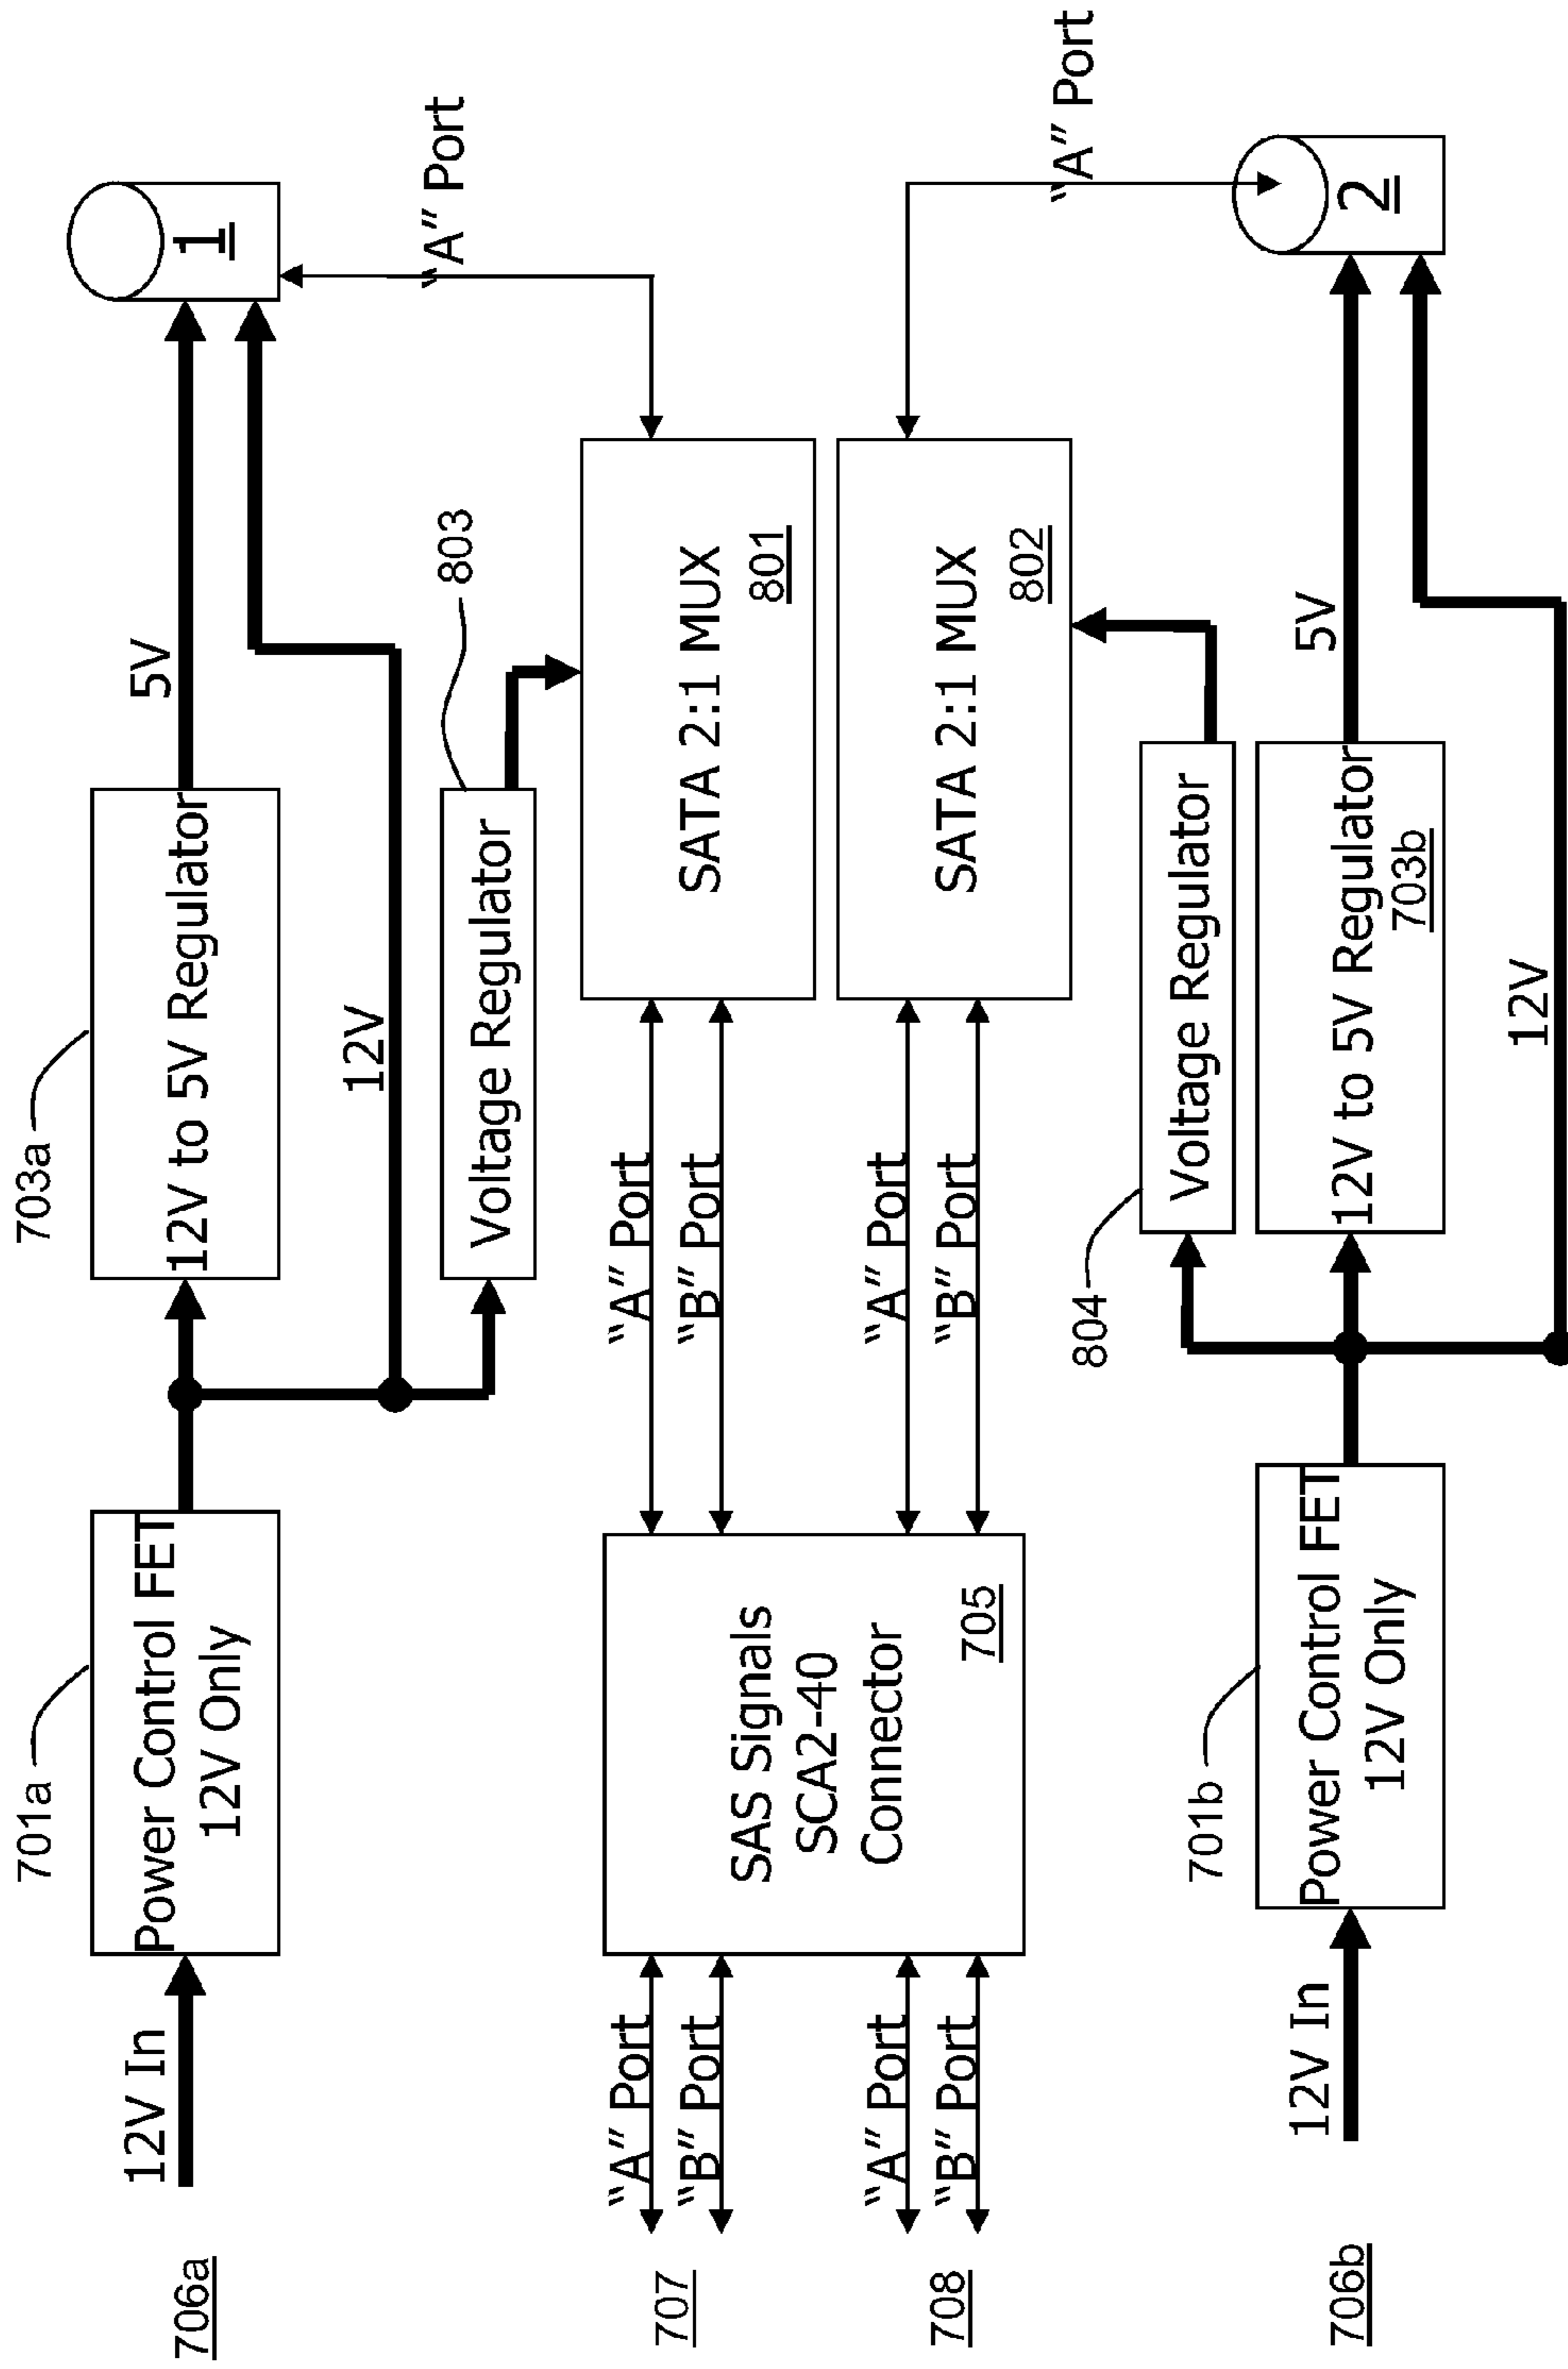 706a
12V In
701a
Power Control FET
12V Only
703a
12V to 5V Regulator
5V
1
12V
Voltage Regulator
803
"A" Port
707
"A" Port
"B" Port
708
"A" Port
"B" Port
SAS Signals
SCA2-40
Connector
705
"A" Port
"B" Port
"A" Port
"B" Port
SATA 2:1 MUX
801
SATA 2:1 MUX
802
"A" Port
804
Voltage Regulator
706b
12V In
701b
Power Control FET
12V Only
12V to 5V Regulator
703b
5V
2
12V